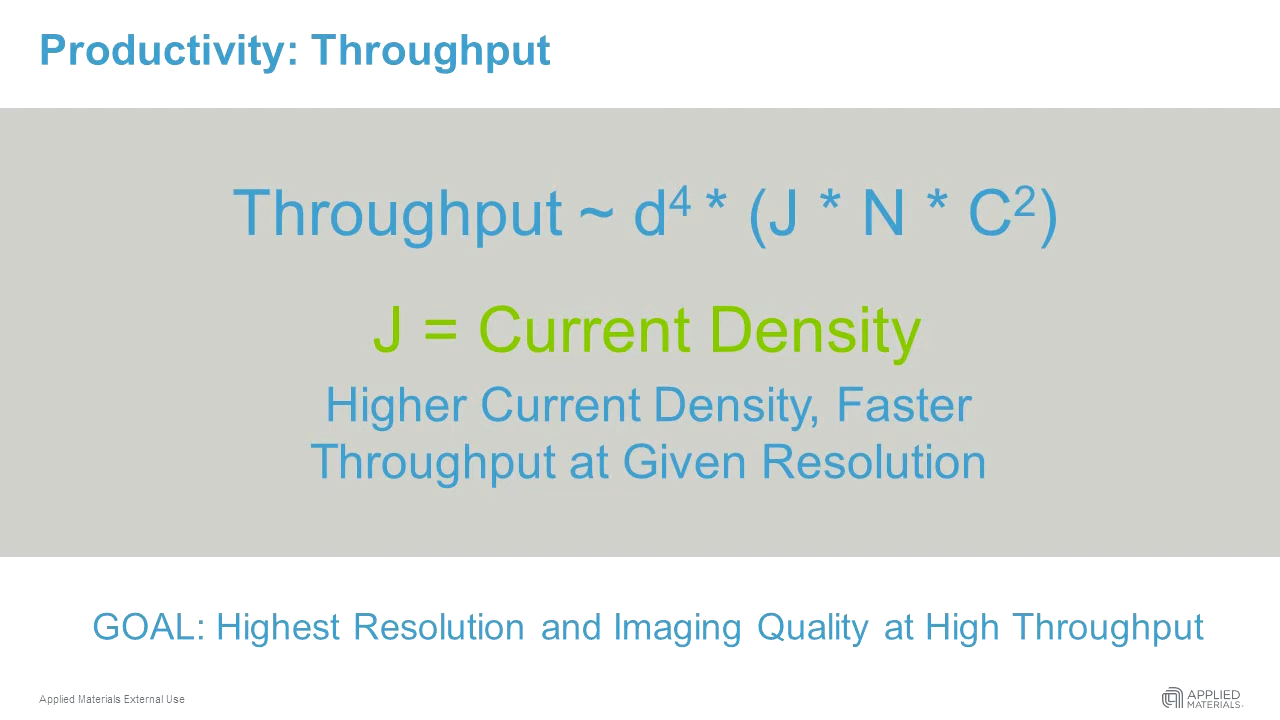 Productivity: Throughput
Throughput ~ d⁴ * (J * N * C²)
J = Current Density
Higher Current Density, Faster
Throughput at Given Resolution
GOAL: Highest Resolution and Imaging Quality at High Throughput
Applied Materials External Use
APPLIED
MATERIALS.